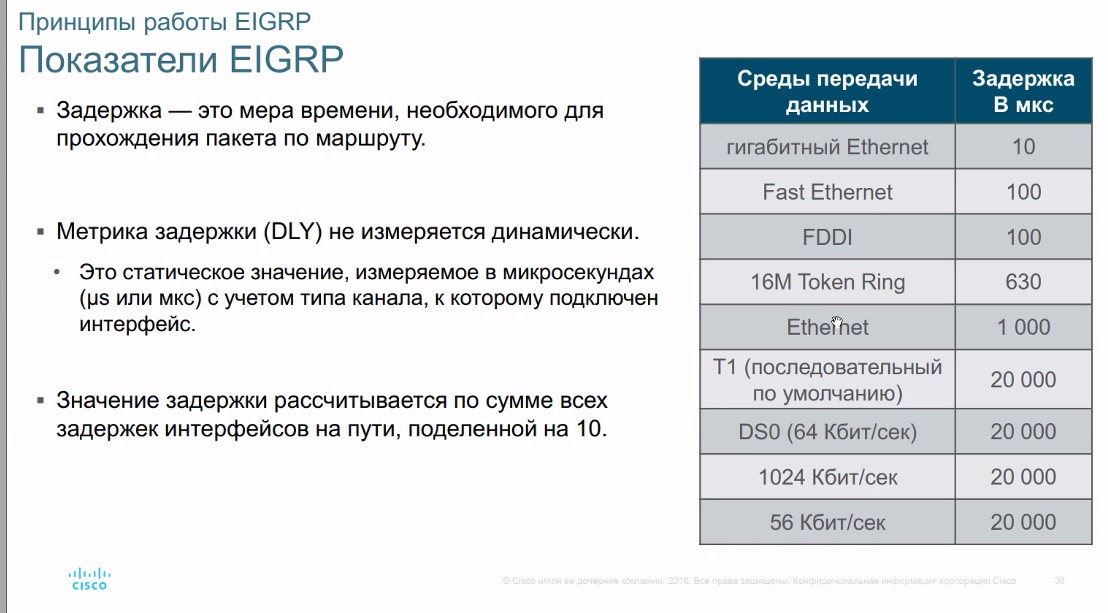 Принципы работы EIGRP
Показатели EIGRP
▪ Задержка — это мера времени, необходимого для
прохождения пакета по маршруту.
▪ Метрика задержки (DLY) не измеряется динамически.
• Это статическое значение, измеряемое в микросекундах
(µs или мкс) с учетом типа канала, к которому подключен
интерфейс.
▪ Значение задержки рассчитывается по сумме всех
задержек интерфейсов на пути, поделенной на 10.
Среды передачи
данных
Задержка
В мкс
гигабитный Ethernet
10
Fast Ethernet
100
FDDI
100
16M Token Ring
630
Ethernet
1 000
T1 (последовательный
по умолчанию)
20 000
DS0 (64 Кбит/сек)
20 000
1024 Кбит/сек
20 000
56 Кбит/сек
20 000
CISCO
© Cisco и/или ее дочерние компании, 2016. Все права защищены. Конфиденциальная информация корпорации Cisco
38